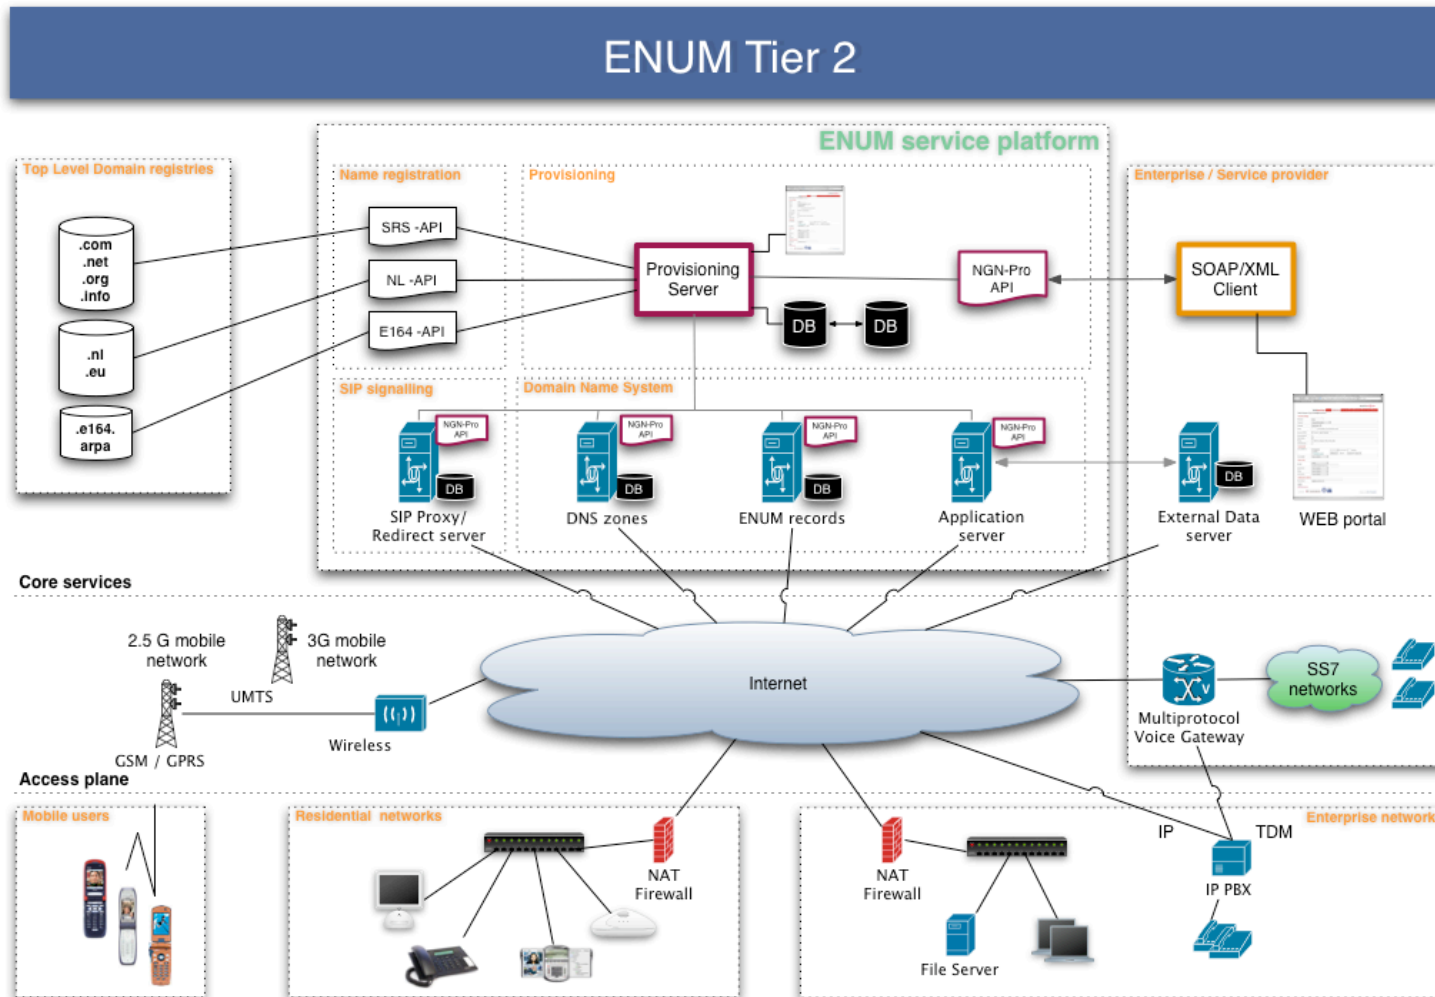 ENUM Tier 2
ENUM service platform
Top Level Domain registries
Name registration
Provisioning
Enterprise / Service provider
.com
.net
.org
.info
SRS -API
NL -API
E164 -API
Provisioning
Server
NGN-Pro
API
SOAP/XML
Client
DB
DB
.nl
.eu
.e164.
arpa
SIP signalling
Domain Name System
NGN-Pro
API
NGN-Pro
API
NGN-Pro
API
NGN-Pro
API
DB
DB
DB
DB
SIP Proxy/
Redirect server
DNS zones
ENUM records
Application
server
External Data
server
WEB portal
Core services
2.5 G mobile
network
3G mobile
network
UMTS
GSM / GPRS
Wireless
Internet
V
Multiprotocol
Voice Gateway
SS7
networks
Access plane
Mobile users
Residential networks
Enterprise network
NAT
Firewall
NAT
Firewall
IP
TDM
IP PBX
File Server